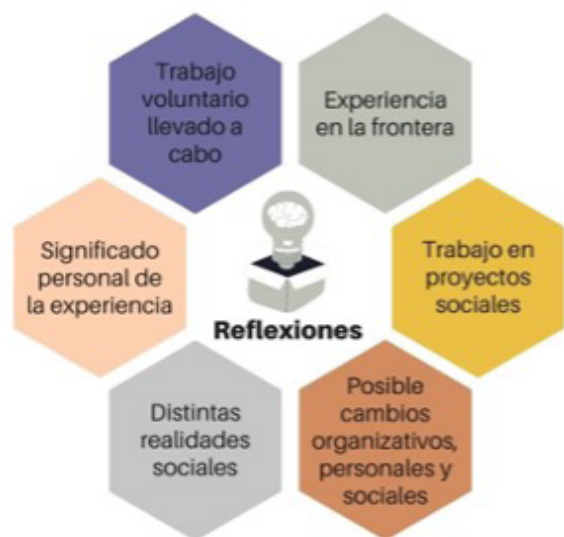 Trabajo
voluntario
llevado a
cabo
Experiencia
en la frontera
Significado
personal de
la experiencia
Trabajo en
proyectos
sociales
Reflexiones
Distintas
realidades
sociales
Posible
cambios
organizativos,
personales y
sociales